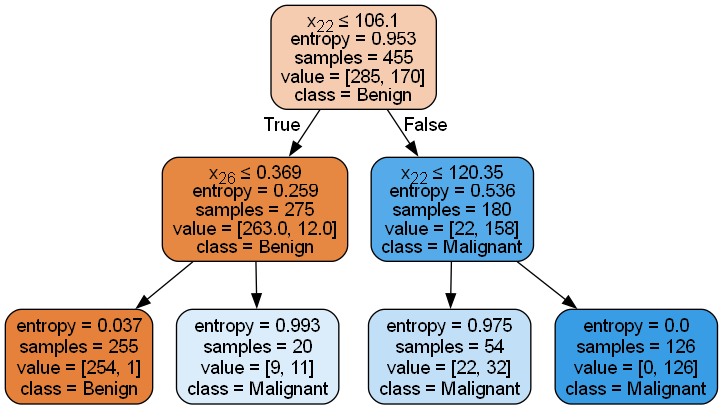 x₂₂ ≤ 106.1
entropy = 0.953
samples = 455
value = [285, 170]
class = Benign
True
False
x₂₆ ≤ 0.369
entropy = 0.259
samples = 275
value = [263.0, 12.0]
class = Benign
x₂₂ ≤ 120.35
entropy = 0.536
samples = 180
value = [22, 158]
class = Malignant
entropy = 0.037
samples = 255
value = [254, 1]
class = Benign
entropy = 0.993
samples = 20
value = [9, 11]
class = Malignant
entropy = 0.975
samples = 54
value = [22, 32]
class = Malignant
entropy = 0.0
samples = 126
value = [0, 126]
class = Malignant